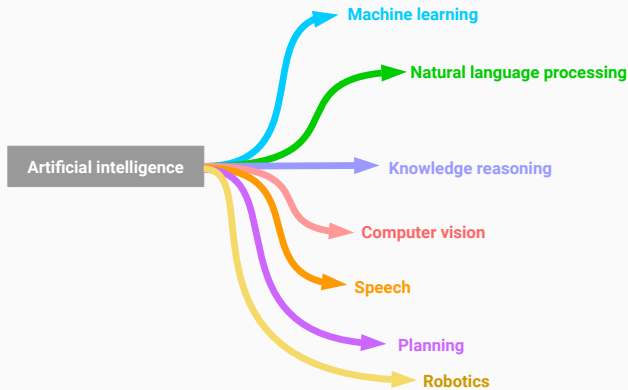 Machine learning
Natural language processing
Artificial intelligence
Knowledge reasoning
Computer vision
Speech
Planning
Robotics